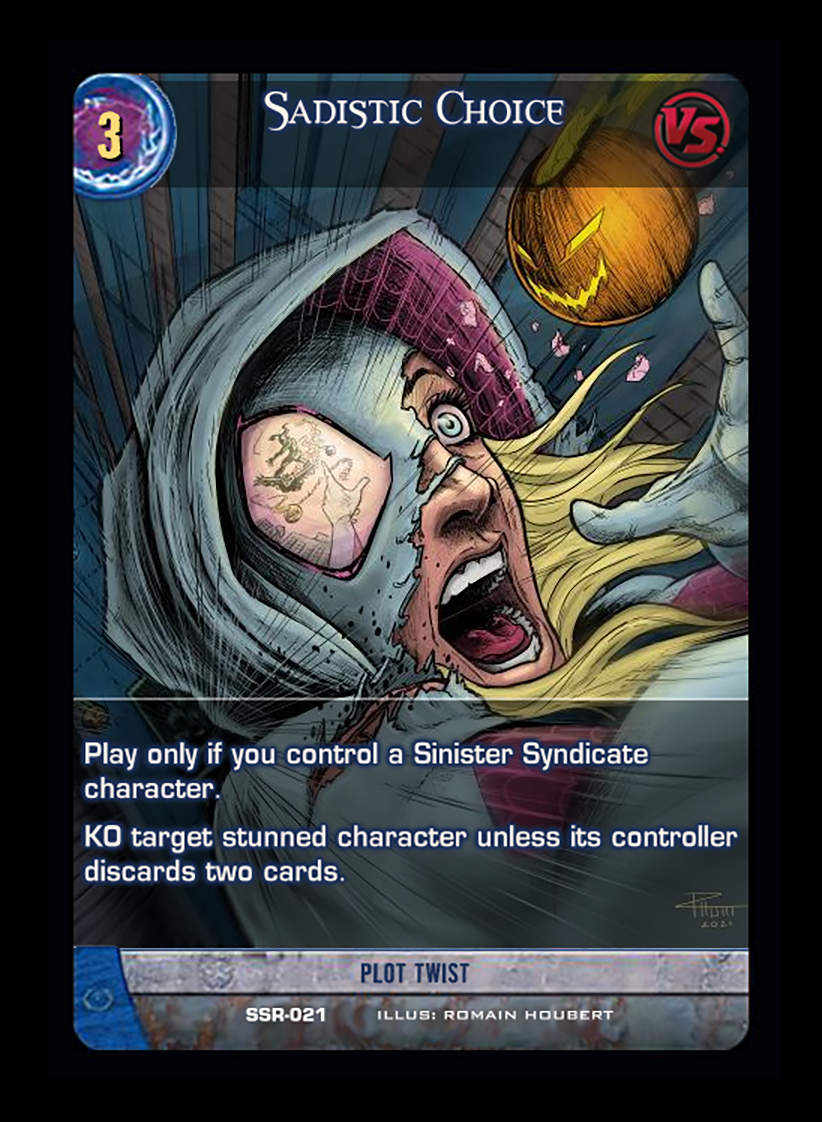 3
SADISTIC CHOICE
VS.
Play only if you control a Sinister Syndicate
character.
KO target stunned character unless its controller
discards two cards.
2021
PLOT TWIST
SSR-021 ILLUS: ROMAIN HOUBERT